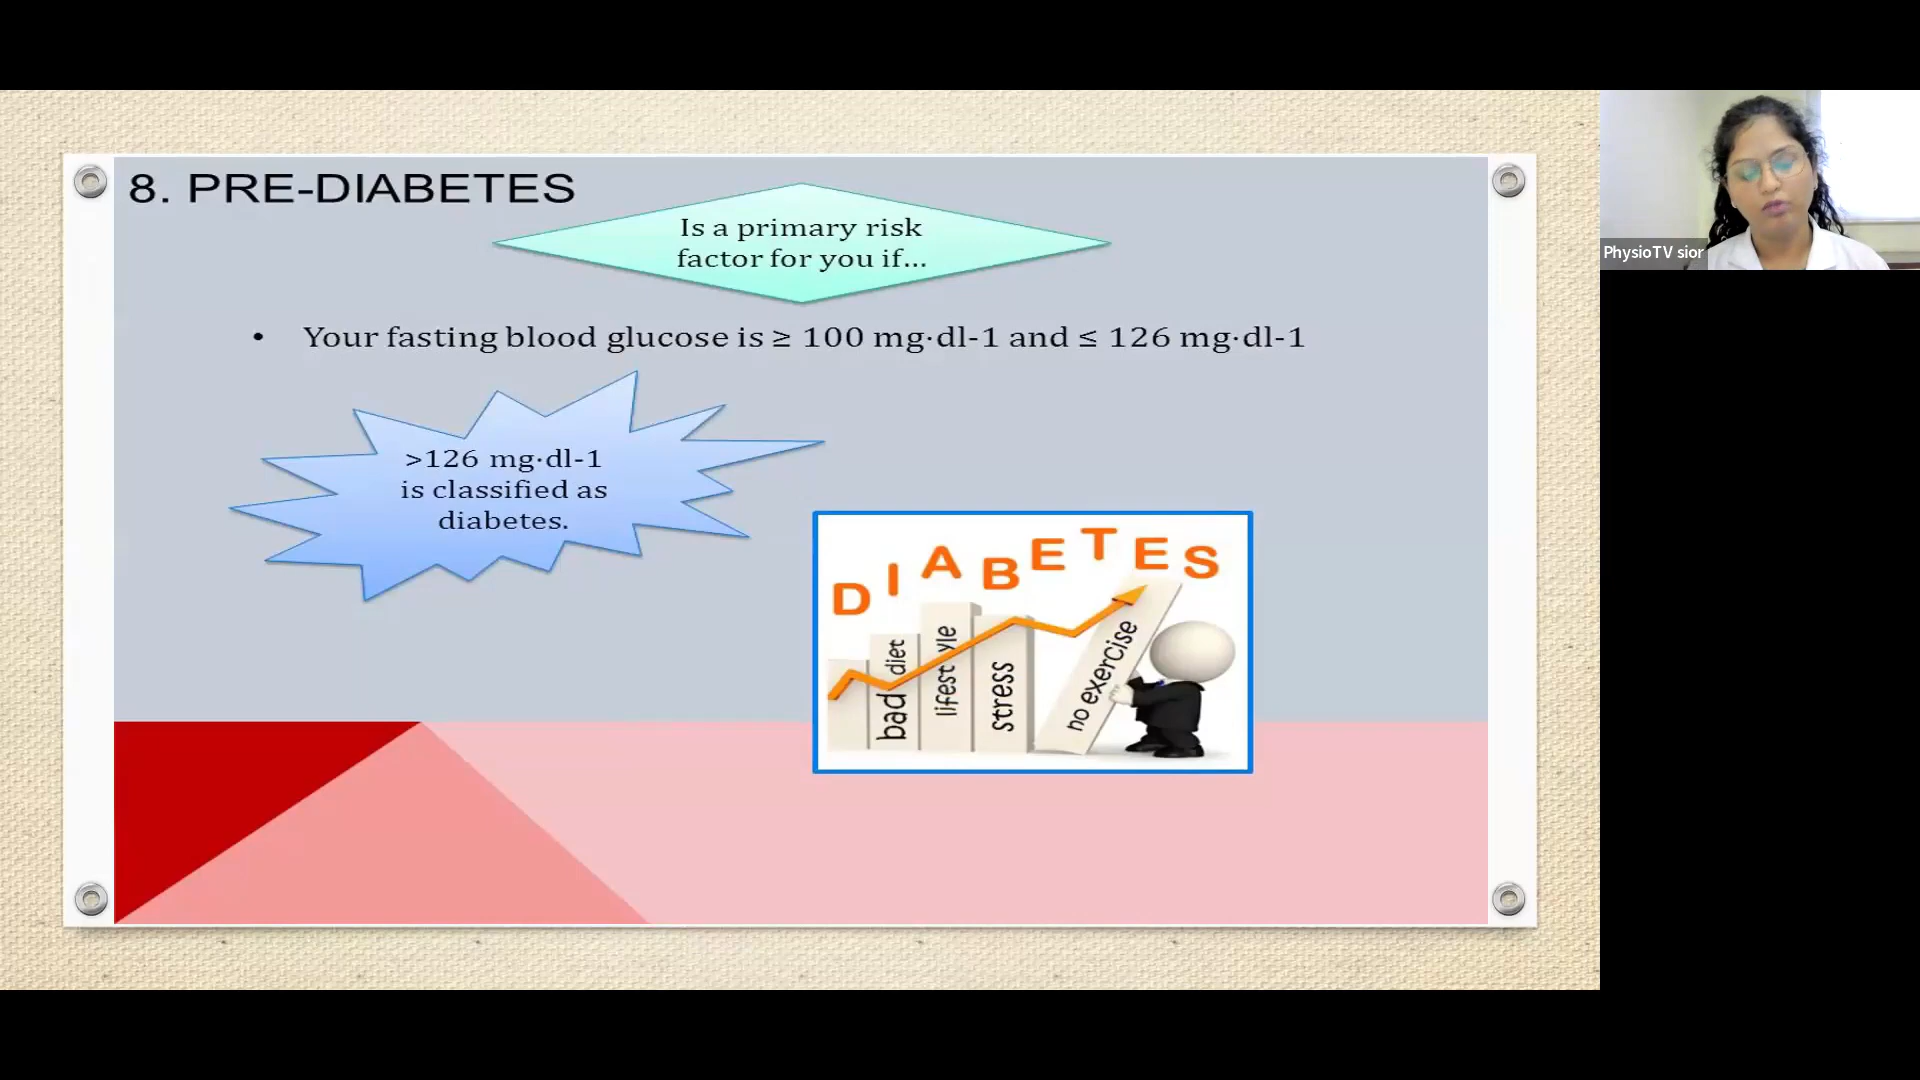 8. PRE-DIABETES
Is a primary risk
factor for you if...
• Your fasting blood glucose is ≥ 100 mg·dl-1 and ≤ 126 mg·dl-1
>126 mg·dl-1
is classified as
diabetes.
DIABETES
bad diet
lifestyle
stress
no exercise
PhysioTV sior